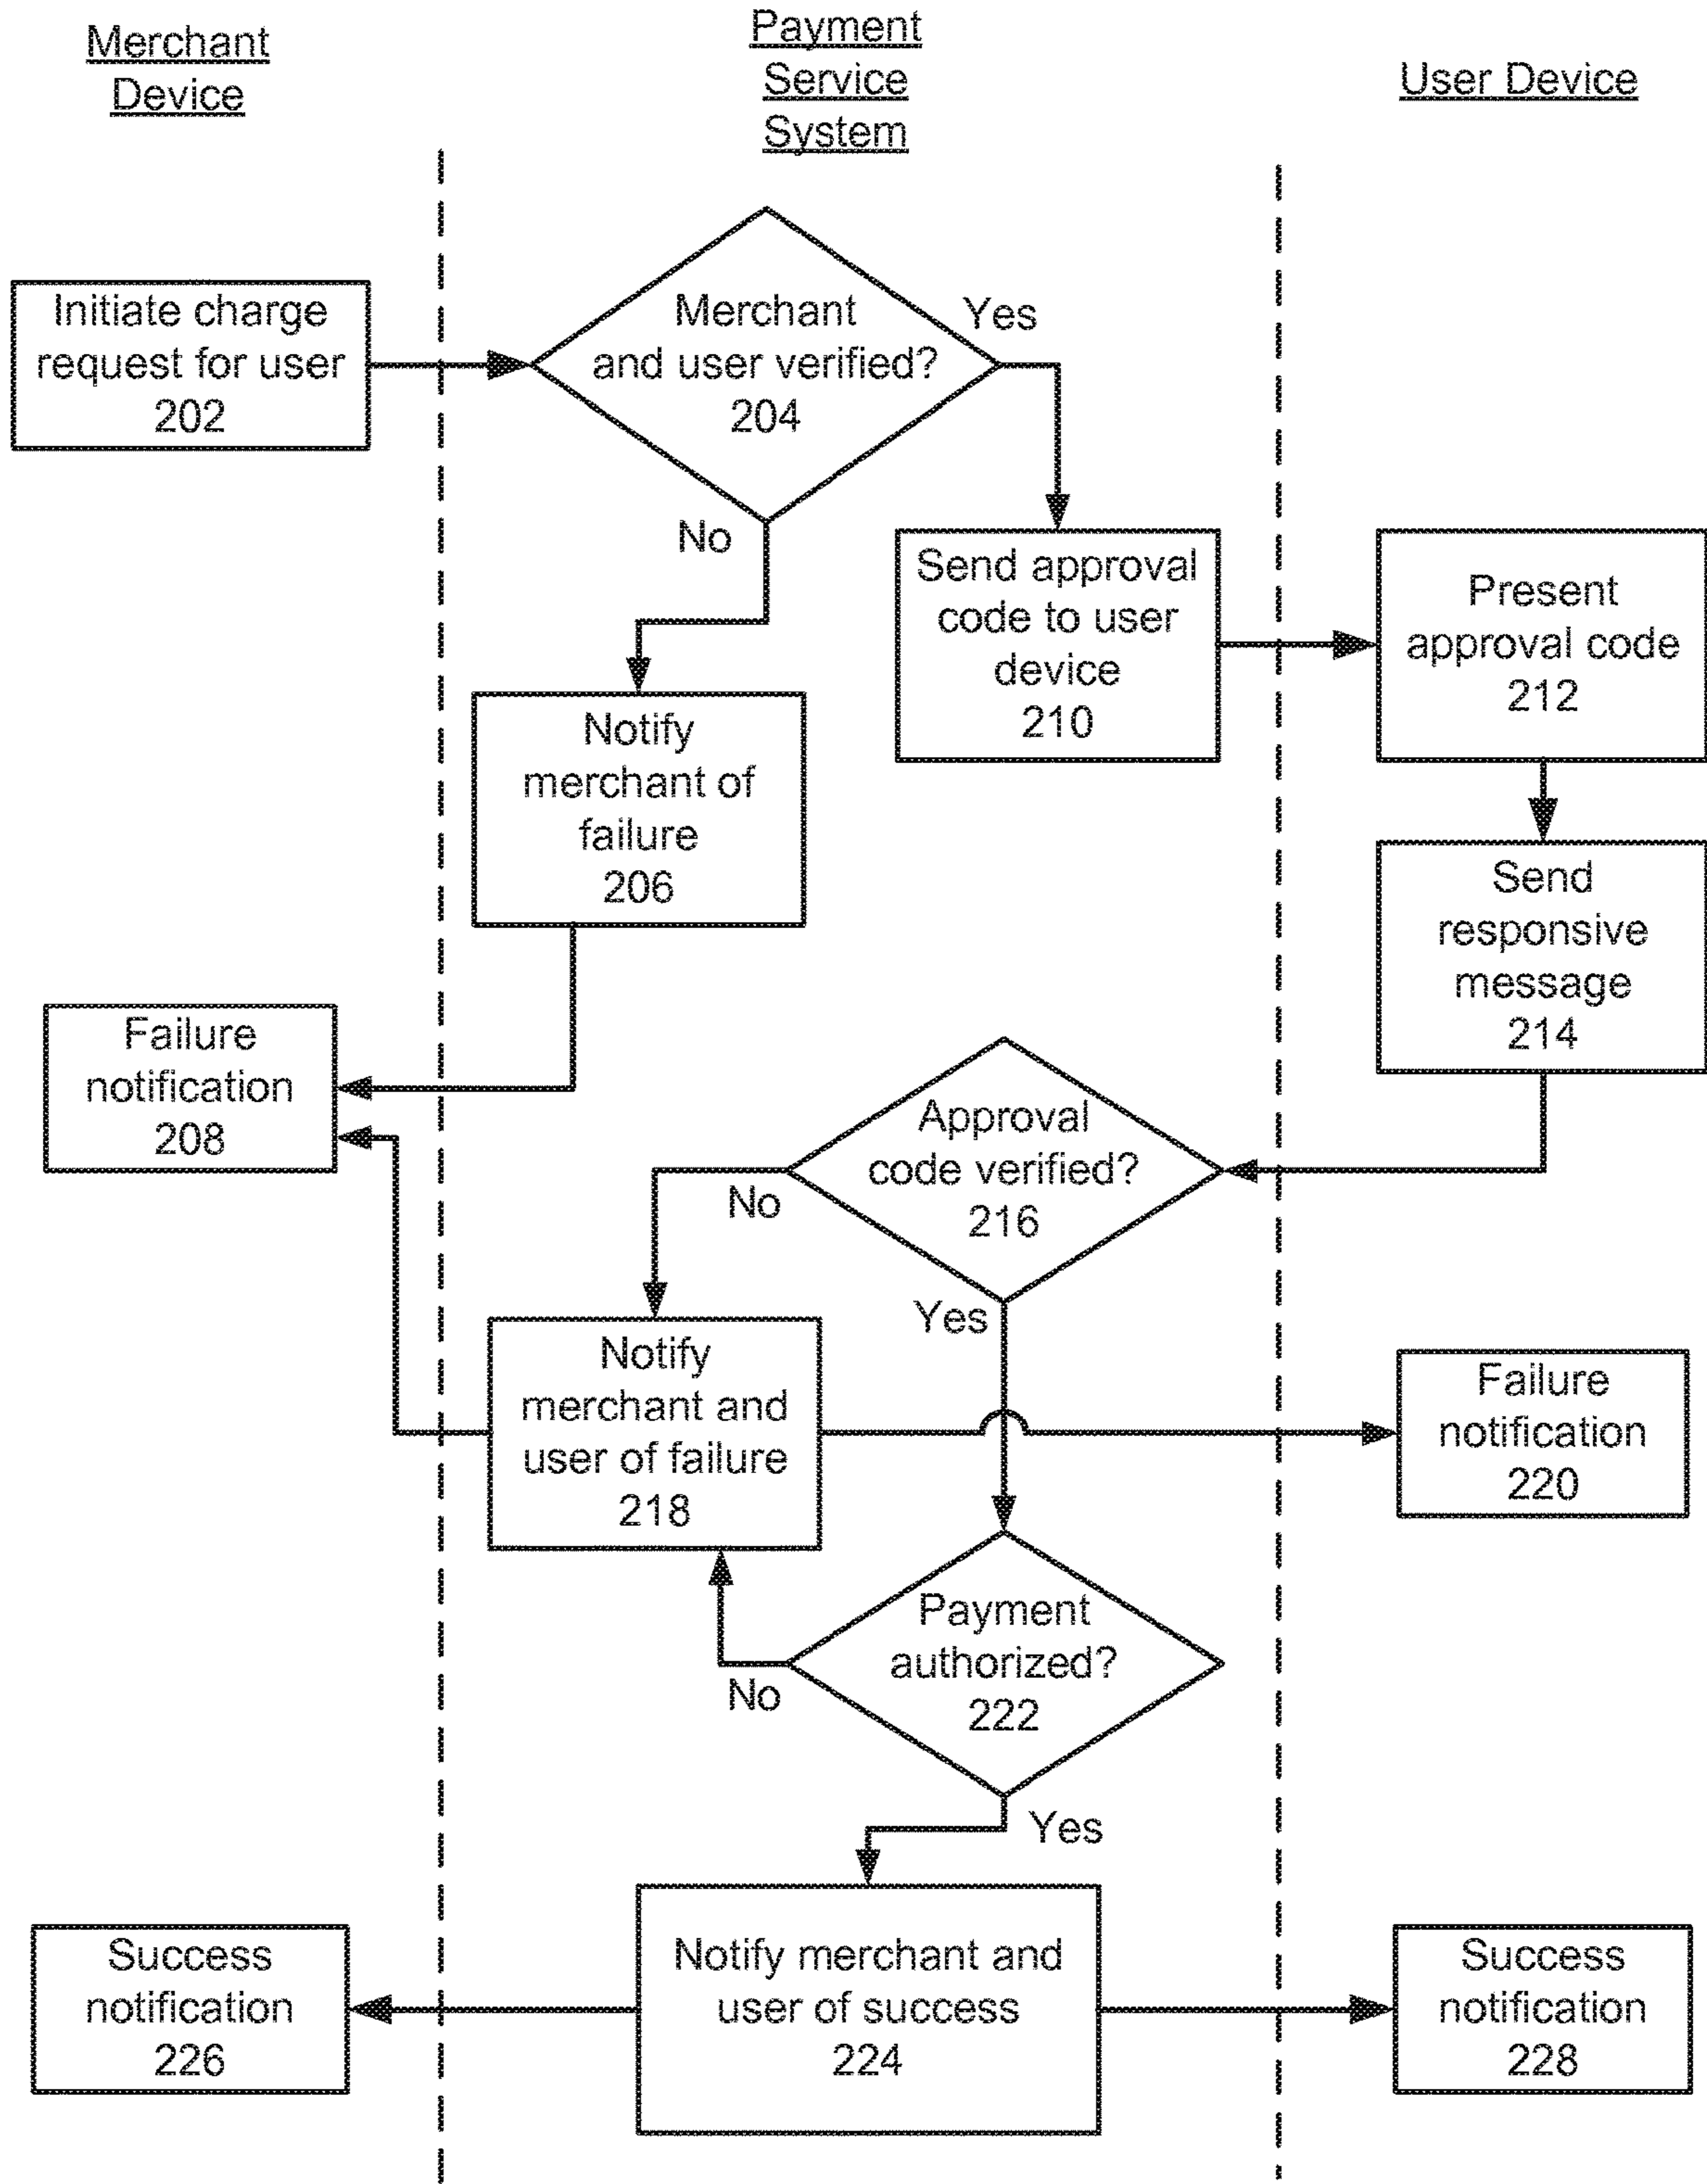 Merchant
Device
Payment
Service
System
User Device
Initiate charge
request for user
202
Merchant
and user verified?
204
Yes
No
Send approval
code to user
device
210
Present
approval code
212
Notify
merchant of
failure
206
Send
responsive
message
214
Failure
notification
208
Approval
code verified?
216
No
Yes
Notify
merchant and
user of failure
218
Failure
notification
220
Payment
authorized?
222
No
Yes
Success
notification
226
Notify merchant and
user of success
224
Success
notification
228